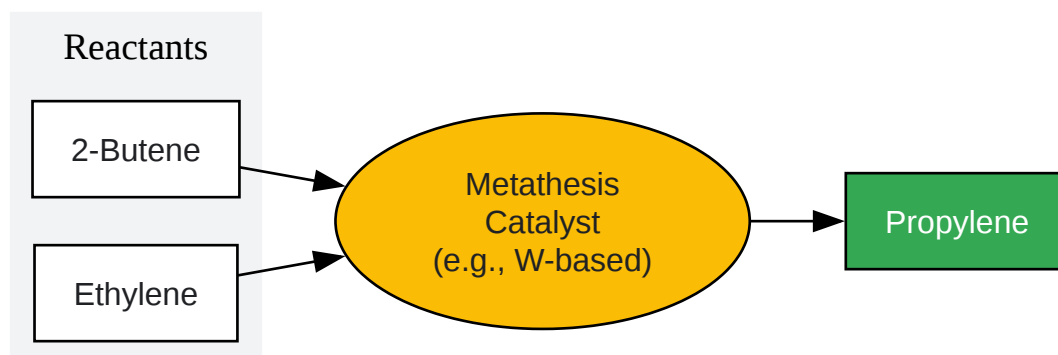 Reactants
2-Butene
Ethylene
Metathesis
Catalyst
(e.g., W-based)
Propylene